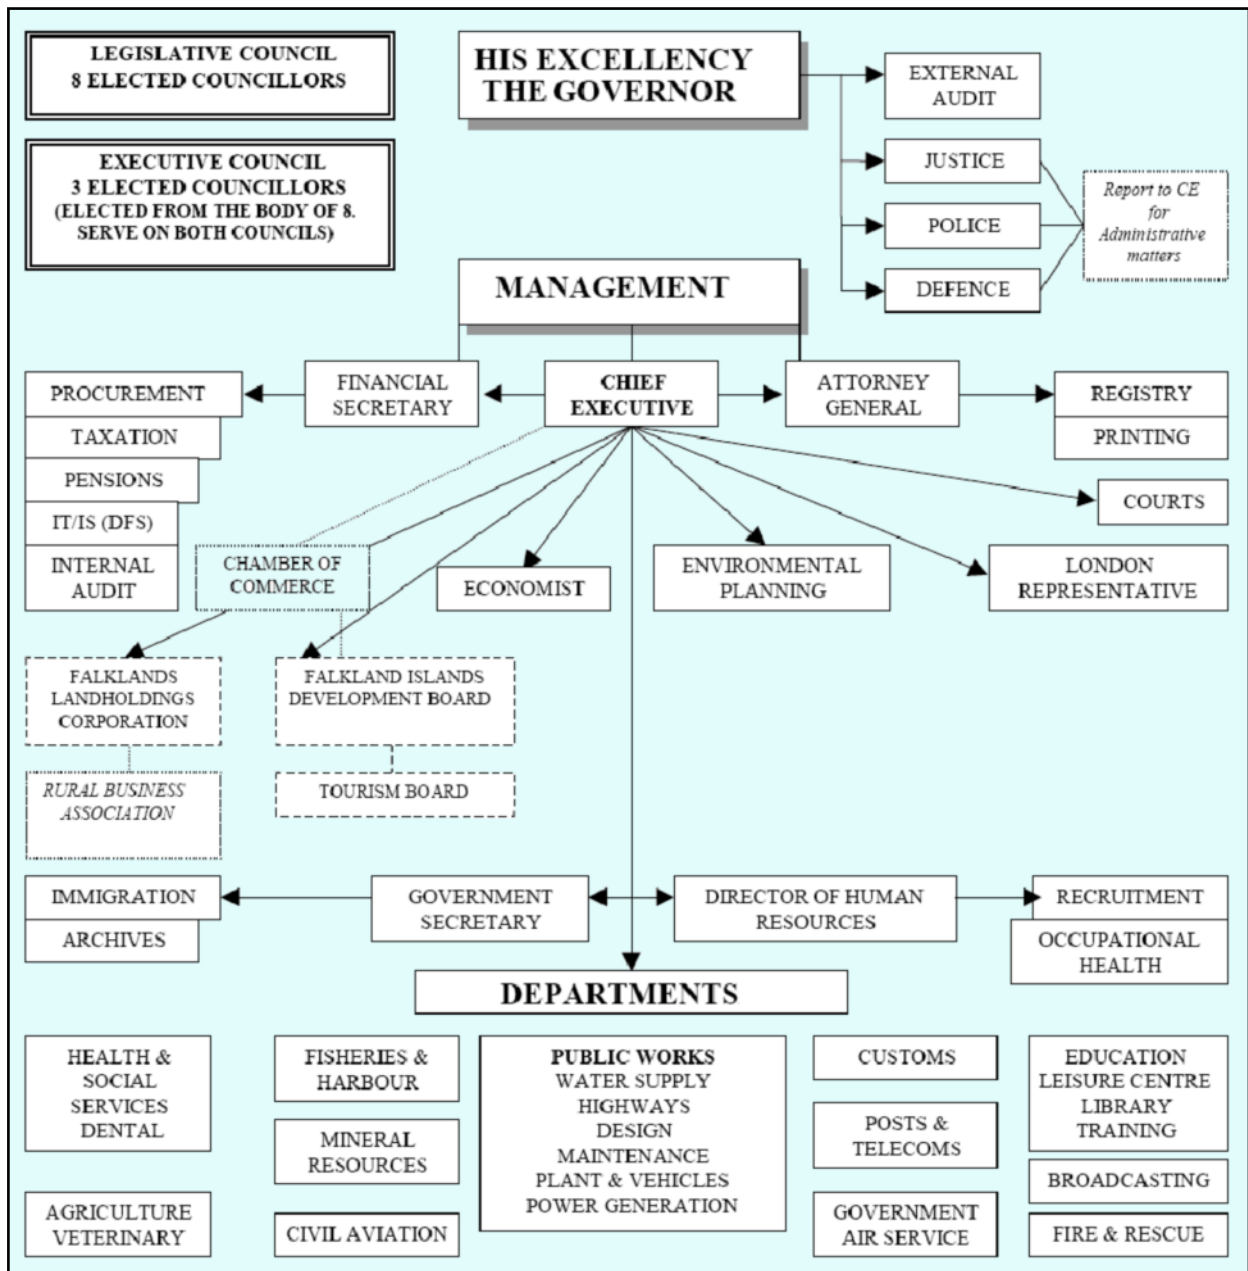 LEGISLATIVE COUNCIL
8 ELECTED COUNCILLORS
EXECUTIVE COUNCIL
3 ELECTED COUNCILLORS
(ELECTED FROM THE BODY OF 8.
SERVE ON BOTH COUNCILS)
HIS EXCELLENCY
THE GOVERNOR
EXTERNAL
AUDIT
JUSTICE
POLICE
DEFENCE
Report to CE
for
Administrative
matters
MANAGEMENT
FINANCIAL
SECRETARY
CHIEF
EXECUTIVE
ATTORNEY
GENERAL
PROCUREMENT
TAXATION
PENSIONS
IT/IS (DFS)
INTERNAL
AUDIT
REGISTRY
PRINTING
COURTS
CHAMBER OF
COMMERCE
ECONOMIST
ENVIRONMENTAL
PLANNING
LONDON
REPRESENTATIVE
FALKLANDS
LANDHOLDINGS
CORPORATION
FALKLAND ISLANDS
DEVELOPMENT BOARD
RURAL BUSINESS
ASSOCIATION
TOURISM BOARD
IMMIGRATION
ARCHIVES
GOVERNMENT
SECRETARY
DIRECTOR OF HUMAN
RESOURCES
RECRUITMENT
OCCUPATIONAL
HEALTH
DEPARTMENTS
HEALTH &
SOCIAL
SERVICES
DENTAL
AGRICULTURE
VETERINARY
FISHERIES &
HARBOUR
MINERAL
RESOURCES
CIVIL AVIATION
PUBLIC WORKS
WATER SUPPLY
HIGHWAYS
DESIGN
MAINTENANCE
PLANT & VEHICLES
POWER GENERATION
CUSTOMS
POSTS &
TELECOMS
GOVERNMENT
AIR SERVICE
EDUCATION
LEISURE CENTRE
LIBRARY
TRAINING
BROADCASTING
FIRE & RESCUE